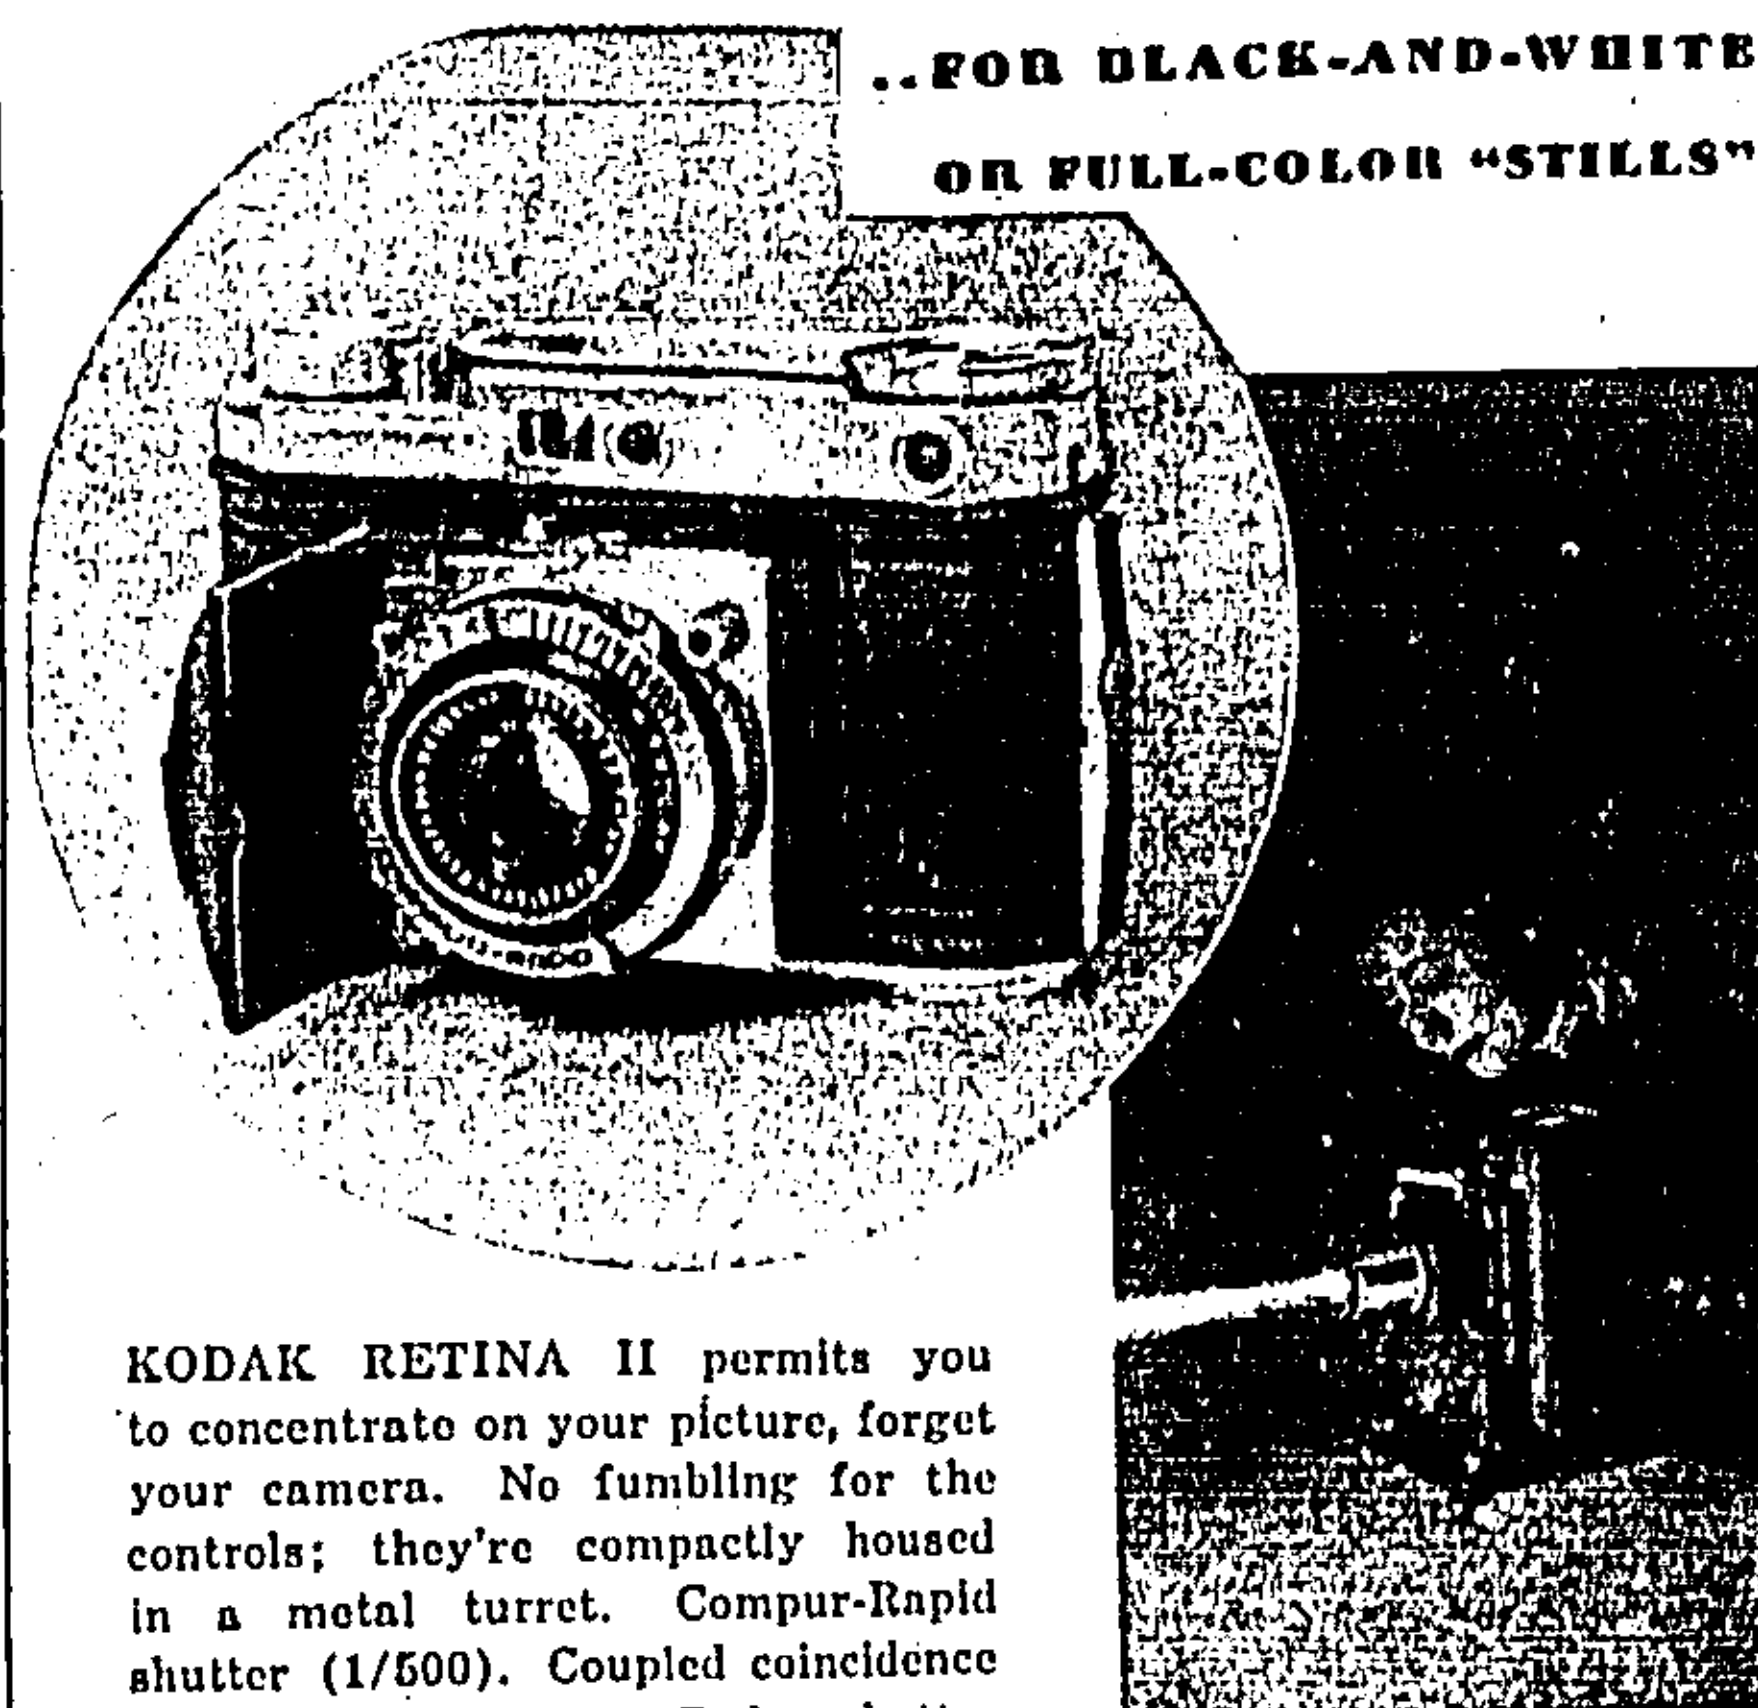 ..FOR BLACK-AND-WHITE
OR FULL-COLOR "STILLS"
KODAK RETINA II permits you
to concentrate on your picture, forget
your camera. No fumbling for the
controls; they're compactly housed
in a metal turret. Compur-Rapid
shutter (1/500). Coupled coincidence